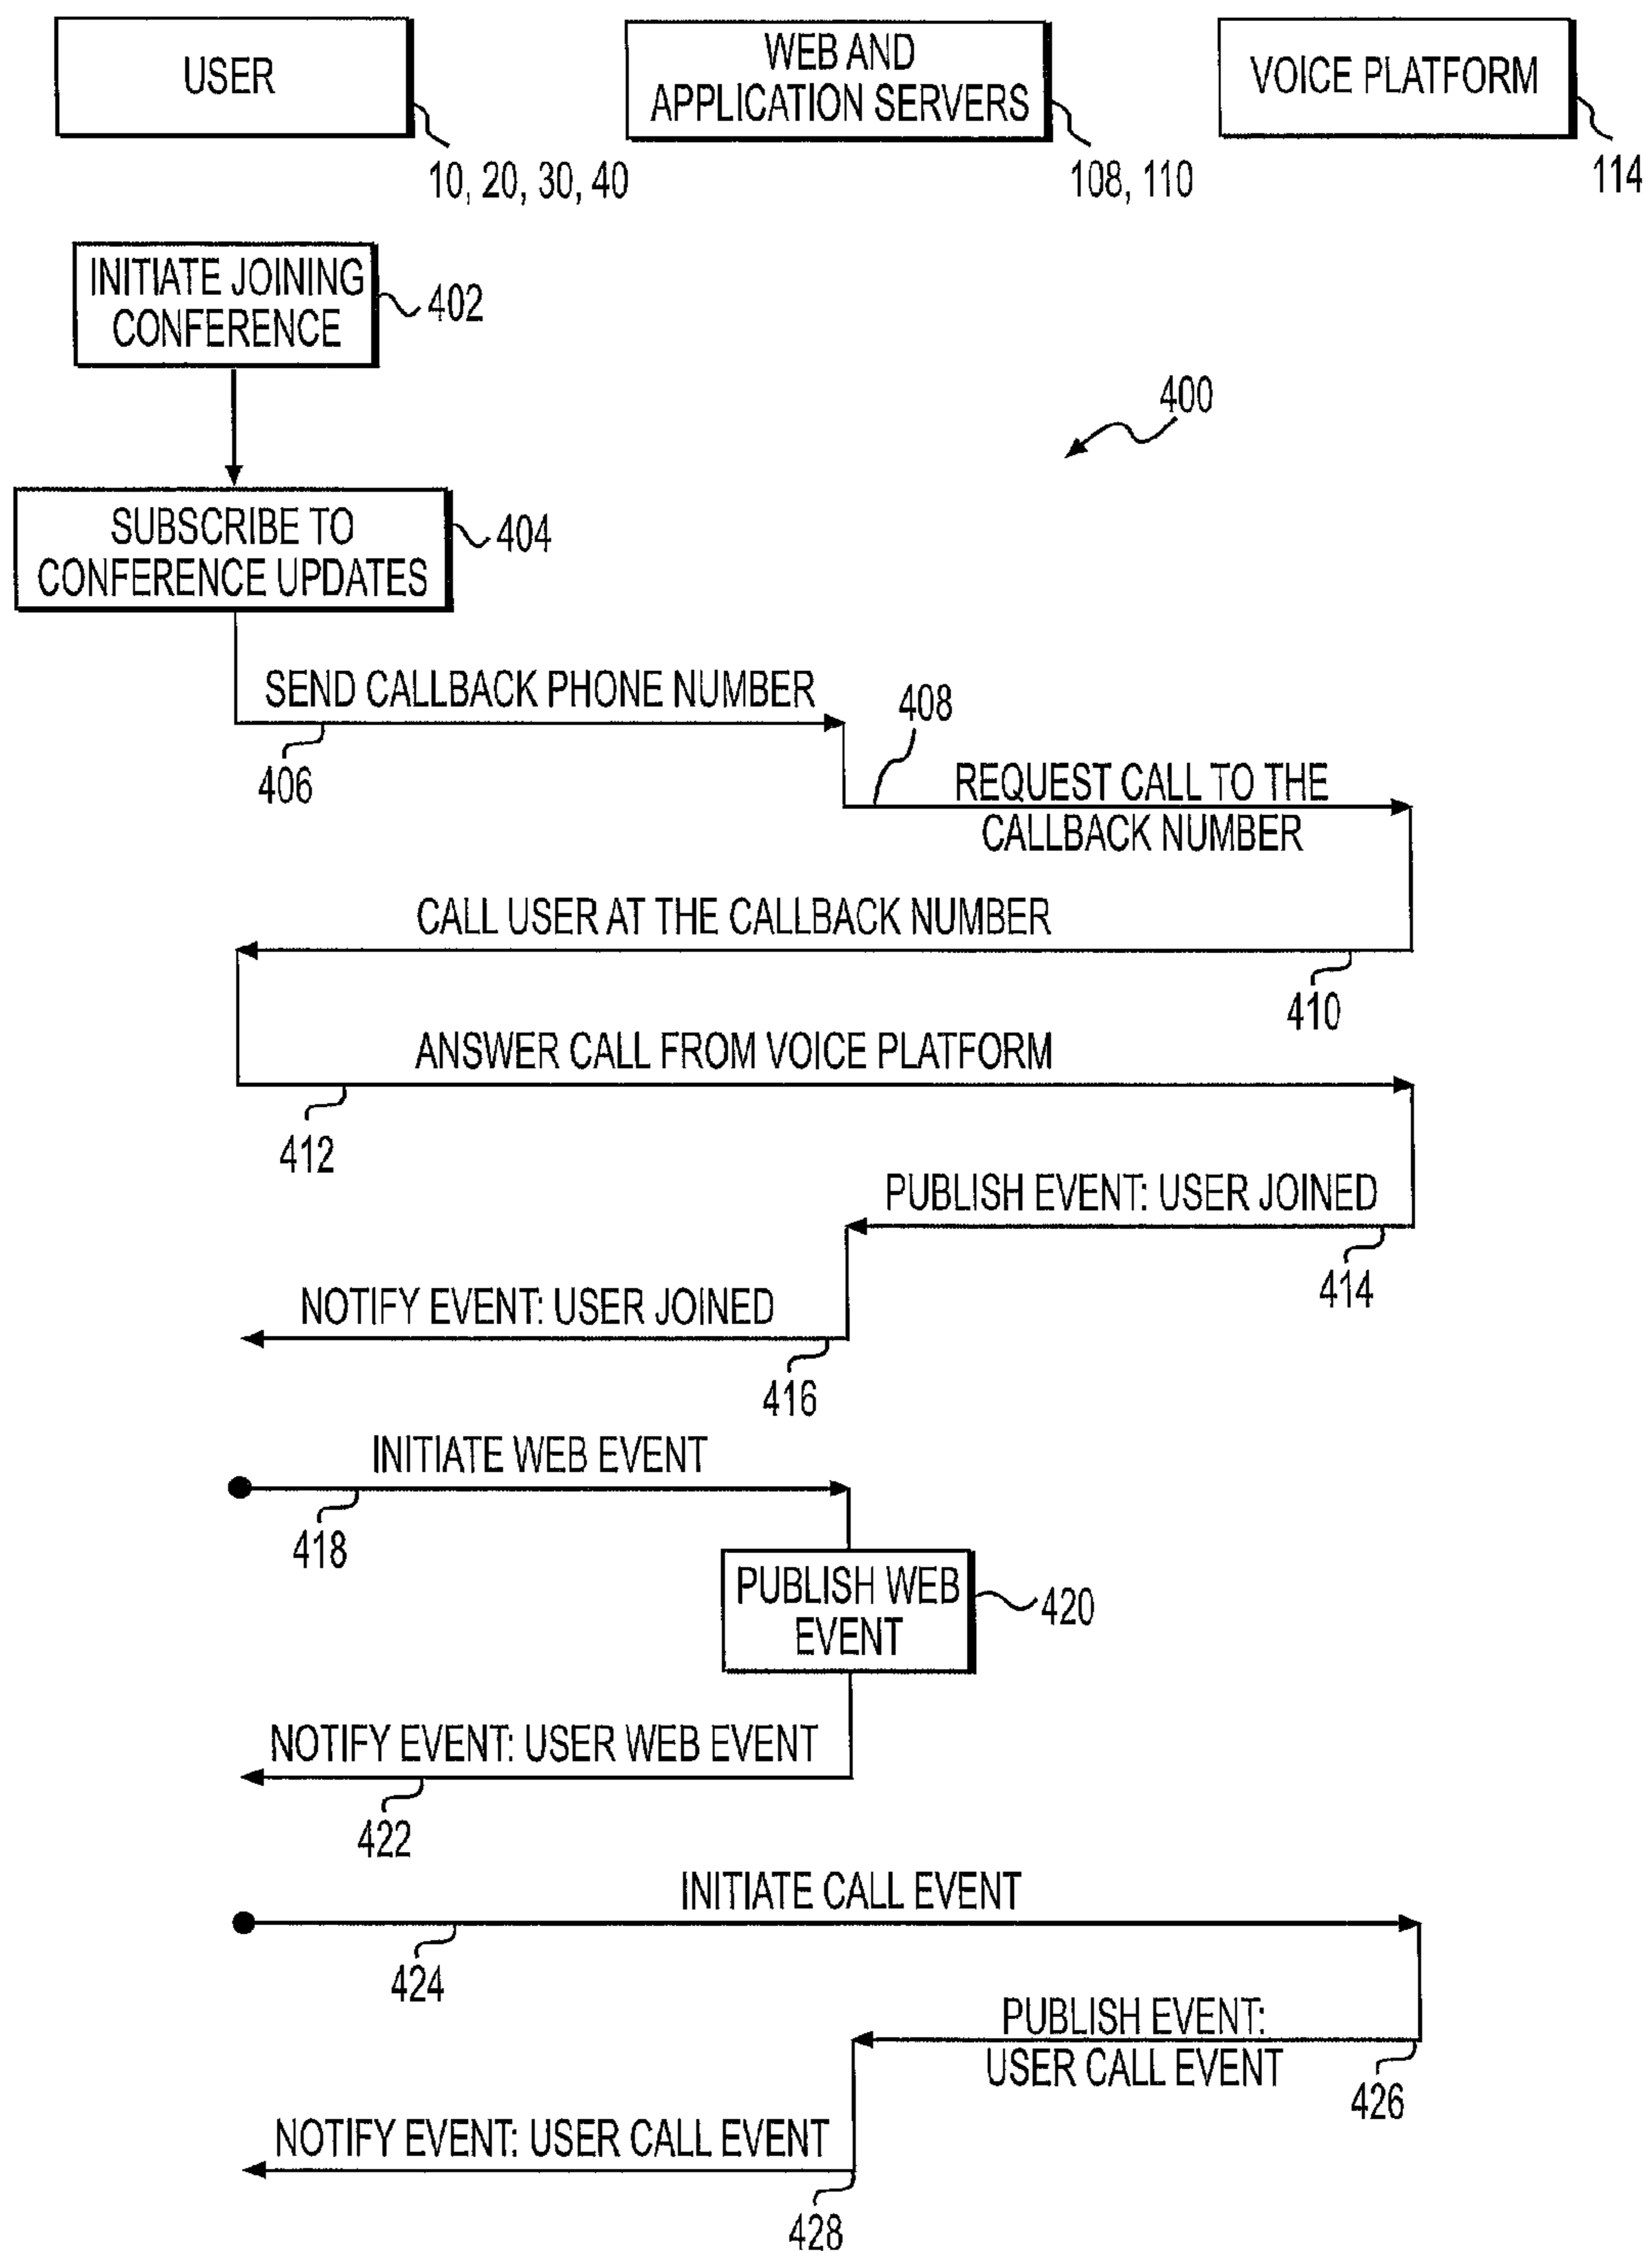 USER
WEB AND
APPLICATION SERVERS
VOICE PLATFORM
10, 20, 30, 40
108, 110
114
INITIATE JOINING
CONFERENCE
402
400
SUBSCRIBE TO
CONFERENCE UPDATES
404
SEND CALLBACK PHONE NUMBER
406
408
REQUEST CALL TO THE
CALLBACK NUMBER
CALL USER AT THE CALLBACK NUMBER
410
ANSWER CALL FROM VOICE PLATFORM
412
PUBLISH EVENT: USER JOINED
414
NOTIFY EVENT: USER JOINED
416
INITIATE WEB EVENT
418
PUBLISH WEB
EVENT
420
NOTIFY EVENT: USER WEB EVENT
422
INITIATE CALL EVENT
424
PUBLISH EVENT:
USER CALL EVENT
426
NOTIFY EVENT: USER CALL EVENT
428